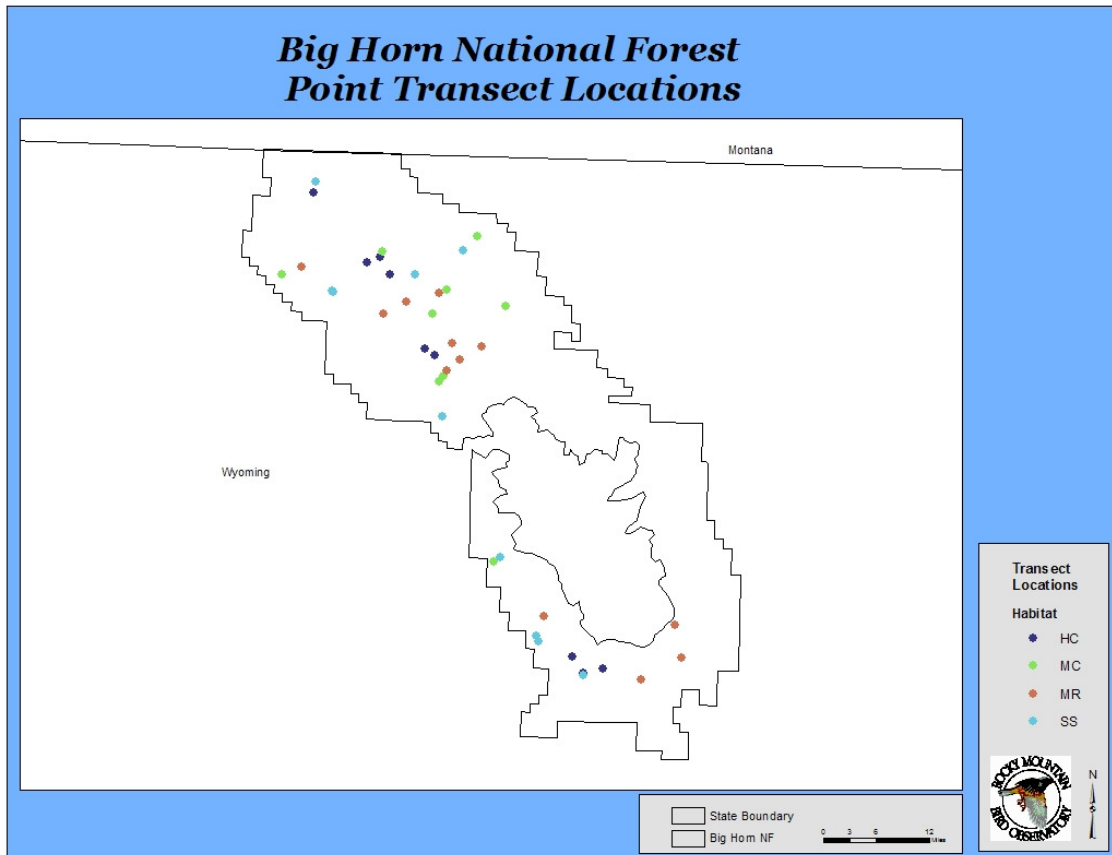 Big Horn National Forest
Point Transect Locations
Montana
Wyoming
Transect
Locations
Habitat
HC
MC
MR
SS
ROCKY MOUNTAIN
BIRD OBSERVATORY
N
State Boundary
Big Horn NF
0 3 6 12
Miles